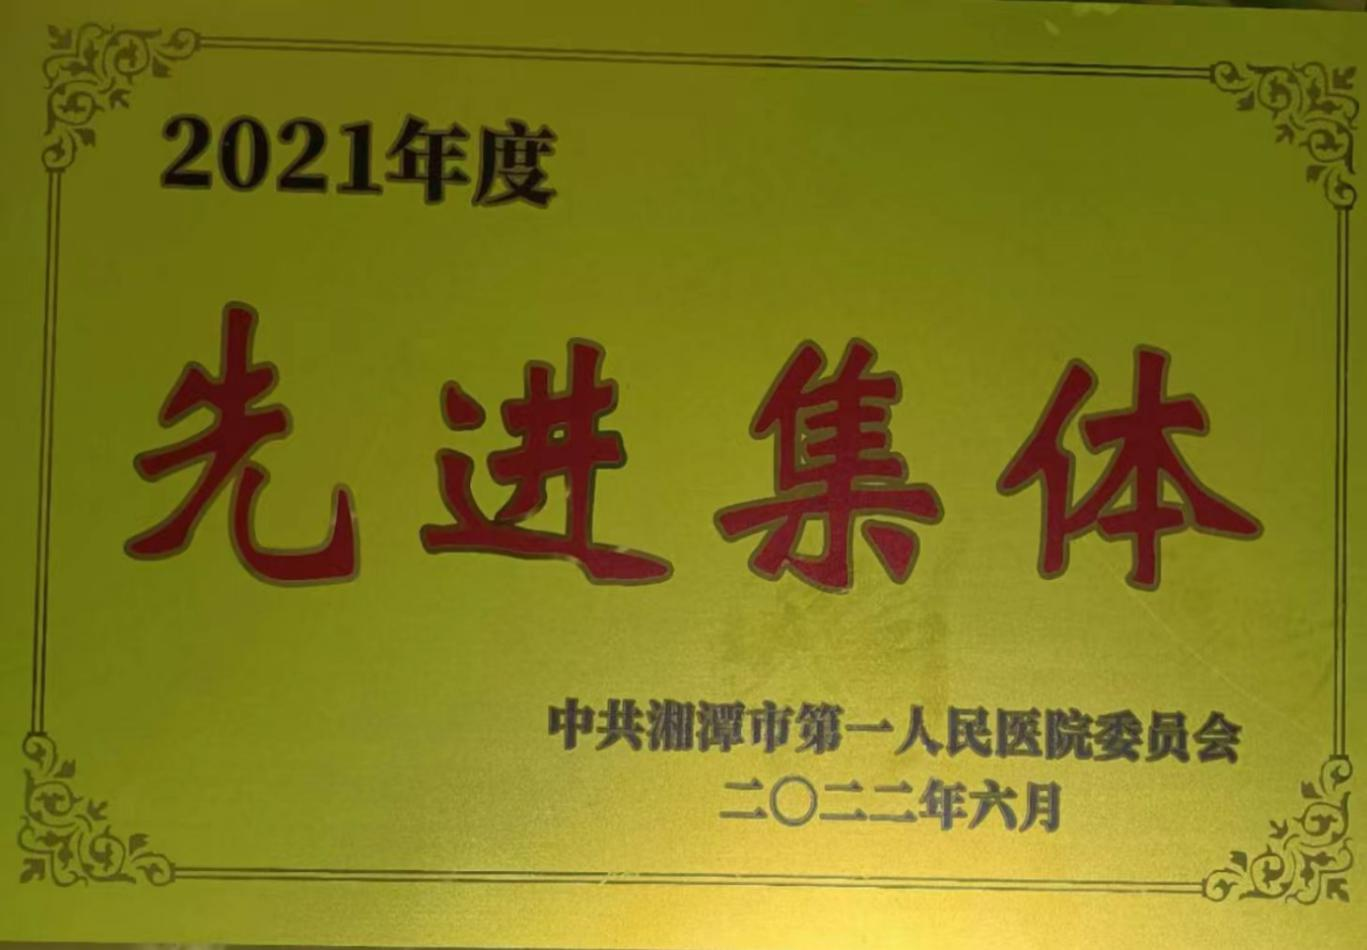 2021年度
先进集体
中共湘潭市第一人民医院委员会
二〇二二年六月